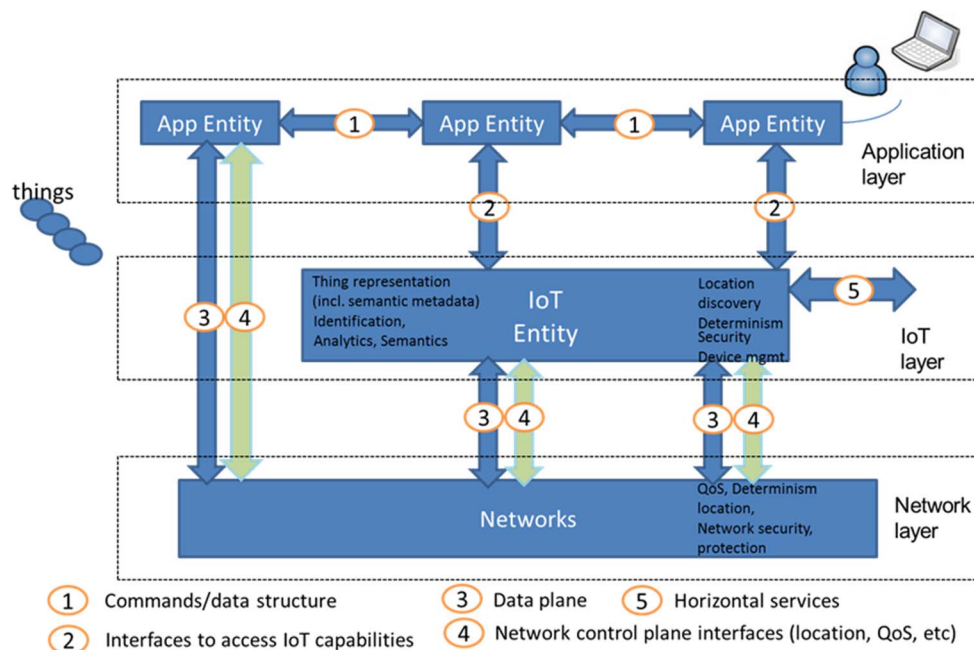 App Entity
1
App Entity
1
App Entity
Application
layer
things
2
2
Thing representation
(incl. semantic metadata)
Identification,
Analytics, Semantics
IoT
Entity
Location
discovery
Determinism
Security
Device mgmt.
5
IoT
layer
3
4
3
4
3
4
Networks
QoS, Determinism
location,
Network security,
protection
Network
layer
1 Commands/data structure
3 Data plane
5 Horizontal services
2 Interfaces to access IoT capabilities
4 Network control plane interfaces (location, QoS, etc)